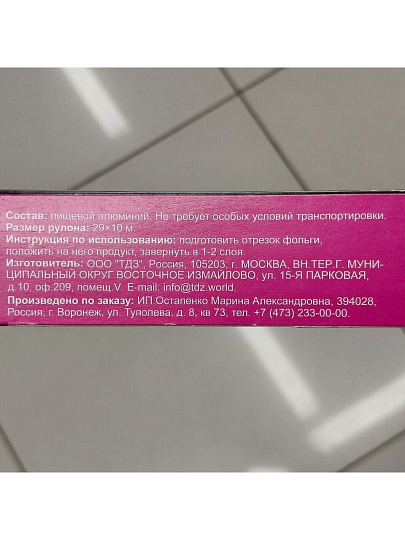 Состав: пищевой алюминий. Не требует особых условий транспортировки.
Размер рулона: 29×10 м.
Инструкция по использованию: подготовить отрезок фольги,
положить на него продукт, завернуть в 1-2 слоя.
Изготовитель: ООО "ТДЗ", Россия, 105203, г. МОСКВА, ВН.ТЕР.Г. МУНИ-
ЦИПАЛЬНЫЙ ОКРУГ ВОСТОЧНОЕ ИЗМАЙЛОВО, УЛ. 15-Я ПАРКОВАЯ,
д.10, оф.209, помещ.V. E-mail: info@tdz.world.
Произведено по заказу: ИП Остапенко Марина Александровна, 394028,
Россия, г. Воронеж, ул. Туполева, д. 8, кв 73, тел. +7 (473) 233-00-00.